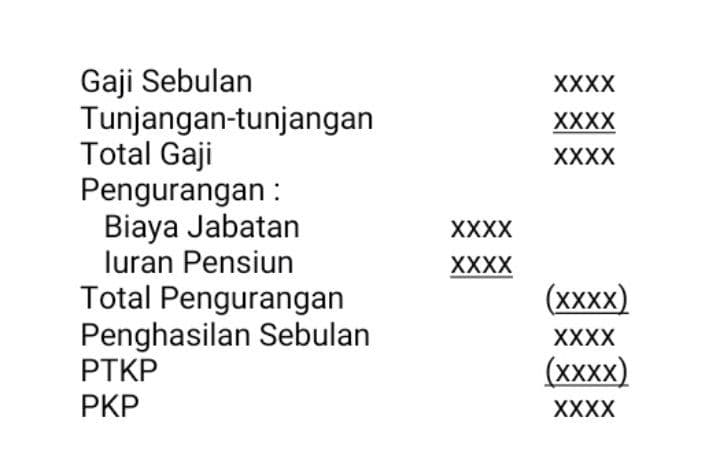 Gaji Sebulan xxxx
Tunjangan-tunjangan xxxx
Total Gaji xxxx
Pengurangan :
Biaya Jabatan xxxx
Iuran Pensiun xxxx
Total Pengurangan (xxxx)
Penghasilan Sebulan xxxx
PTKP (xxxx)
PKP xxxx